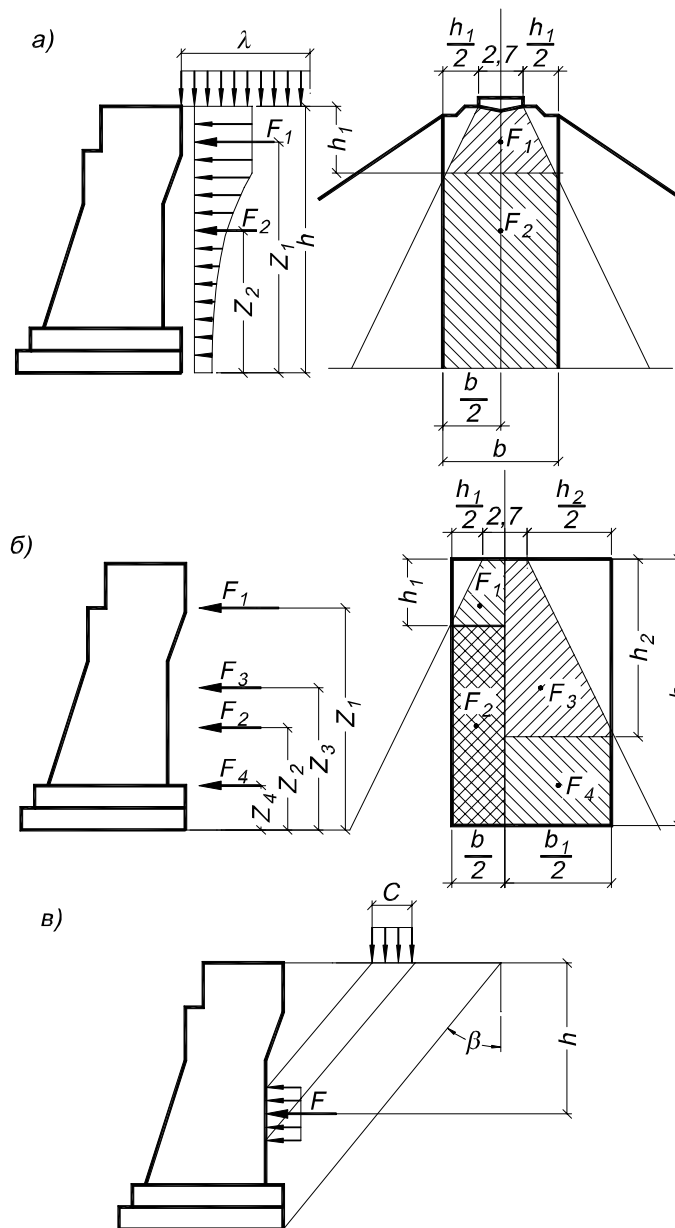 а)
λ
h₁/2
2,7
h₁/2
F₁
h₁
F₁
F₂
Z₁
h
F₂
Z₂
b/2
b
б)
h₁/2
2,7
h₂/2
F₁
h₁
F₁
h₂
F₃
F₂
F₄
Z₄
Z₂
Z₃
Z₁
F₂
F₃
F₄
b/2
b₁/2
в)
C
β
h
F